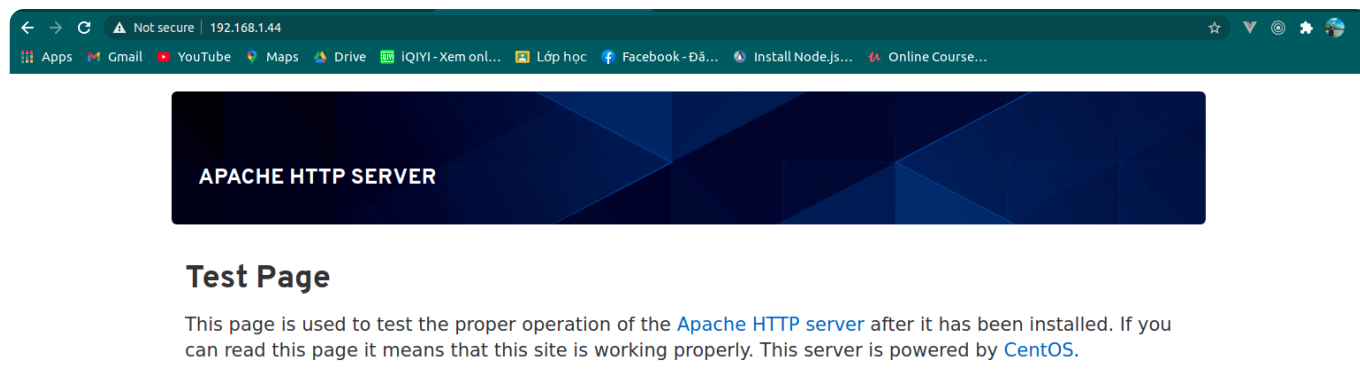 Not secure | 192.168.1.44
Apps Gmail YouTube Maps Drive iQIYI - Xem onl... Lớp học Facebook - Đă... Install Node.js... Online Course...
APACHE HTTP SERVER
Test Page
This page is used to test the proper operation of the Apache HTTP server after it has been installed. If you
can read this page it means that this site is working properly. This server is powered by CentOS.